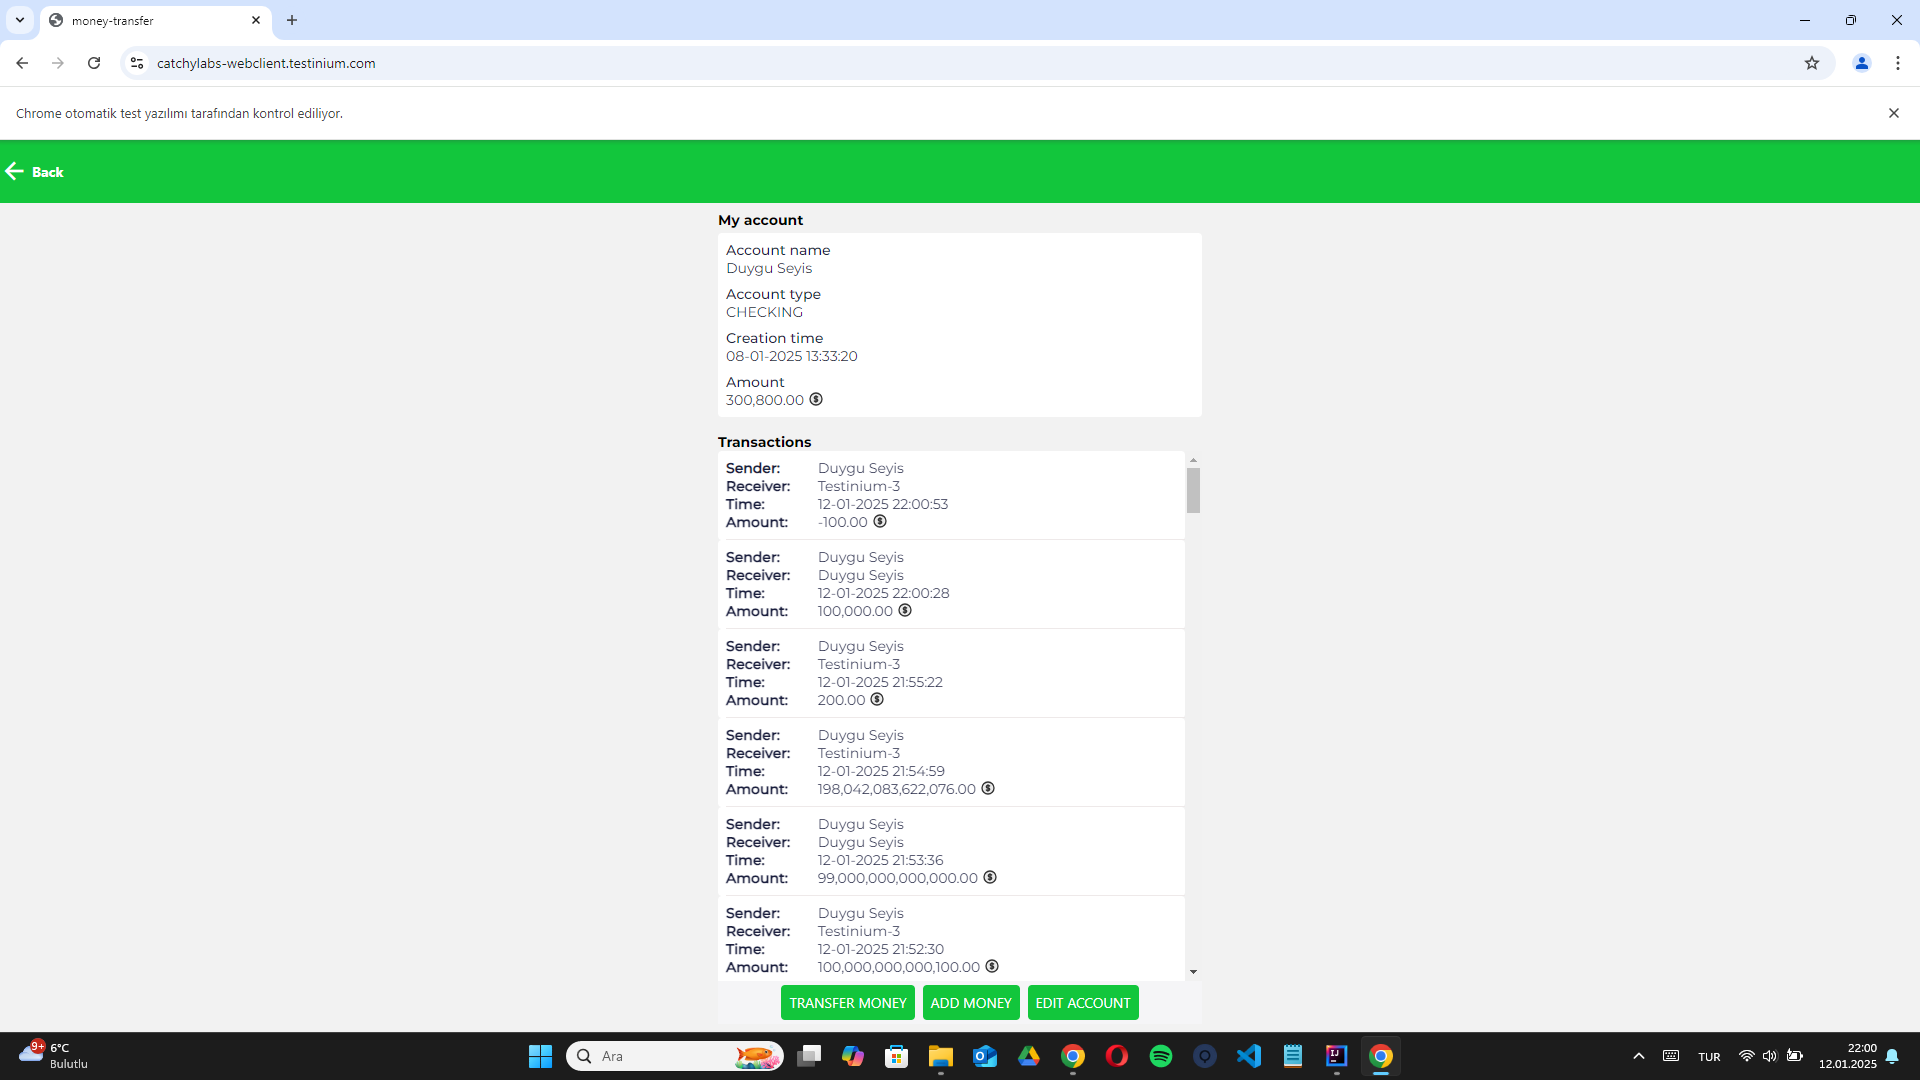 money-transfer
catchylabs-webclient.testinium.com
Chrome otomatik test yazılımı tarafından kontrol ediliyor.
Back
My account
Account name
Duygu Seyis
Account type
CHECKING
Creation time
08-01-2025 13:33:20
Amount
300,800.00
Transactions
Sender: Duygu Seyis
Receiver: Testinium-3
Time: 12-01-2025 22:00:53
Amount: -100.00
Sender: Duygu Seyis
Receiver: Duygu Seyis
Time: 12-01-2025 22:00:28
Amount: 100,000.00
Sender: Duygu Seyis
Receiver: Testinium-3
Time: 12-01-2025 21:55:22
Amount: 200.00
Sender: Duygu Seyis
Receiver: Testinium-3
Time: 12-01-2025 21:54:59
Amount: 198,042,083,622,076.00
Sender: Duygu Seyis
Receiver: Duygu Seyis
Time: 12-01-2025 21:53:36
Amount: 99,000,000,000,000.00
Sender: Duygu Seyis
Receiver: Testinium-3
Time: 12-01-2025 21:52:30
Amount: 100,000,000,000,100.00
TRANSFER MONEY ADD MONEY EDIT ACCOUNT
9+ 6°C
Bulutlu
Ara
TUR
22:00
12.01.2025